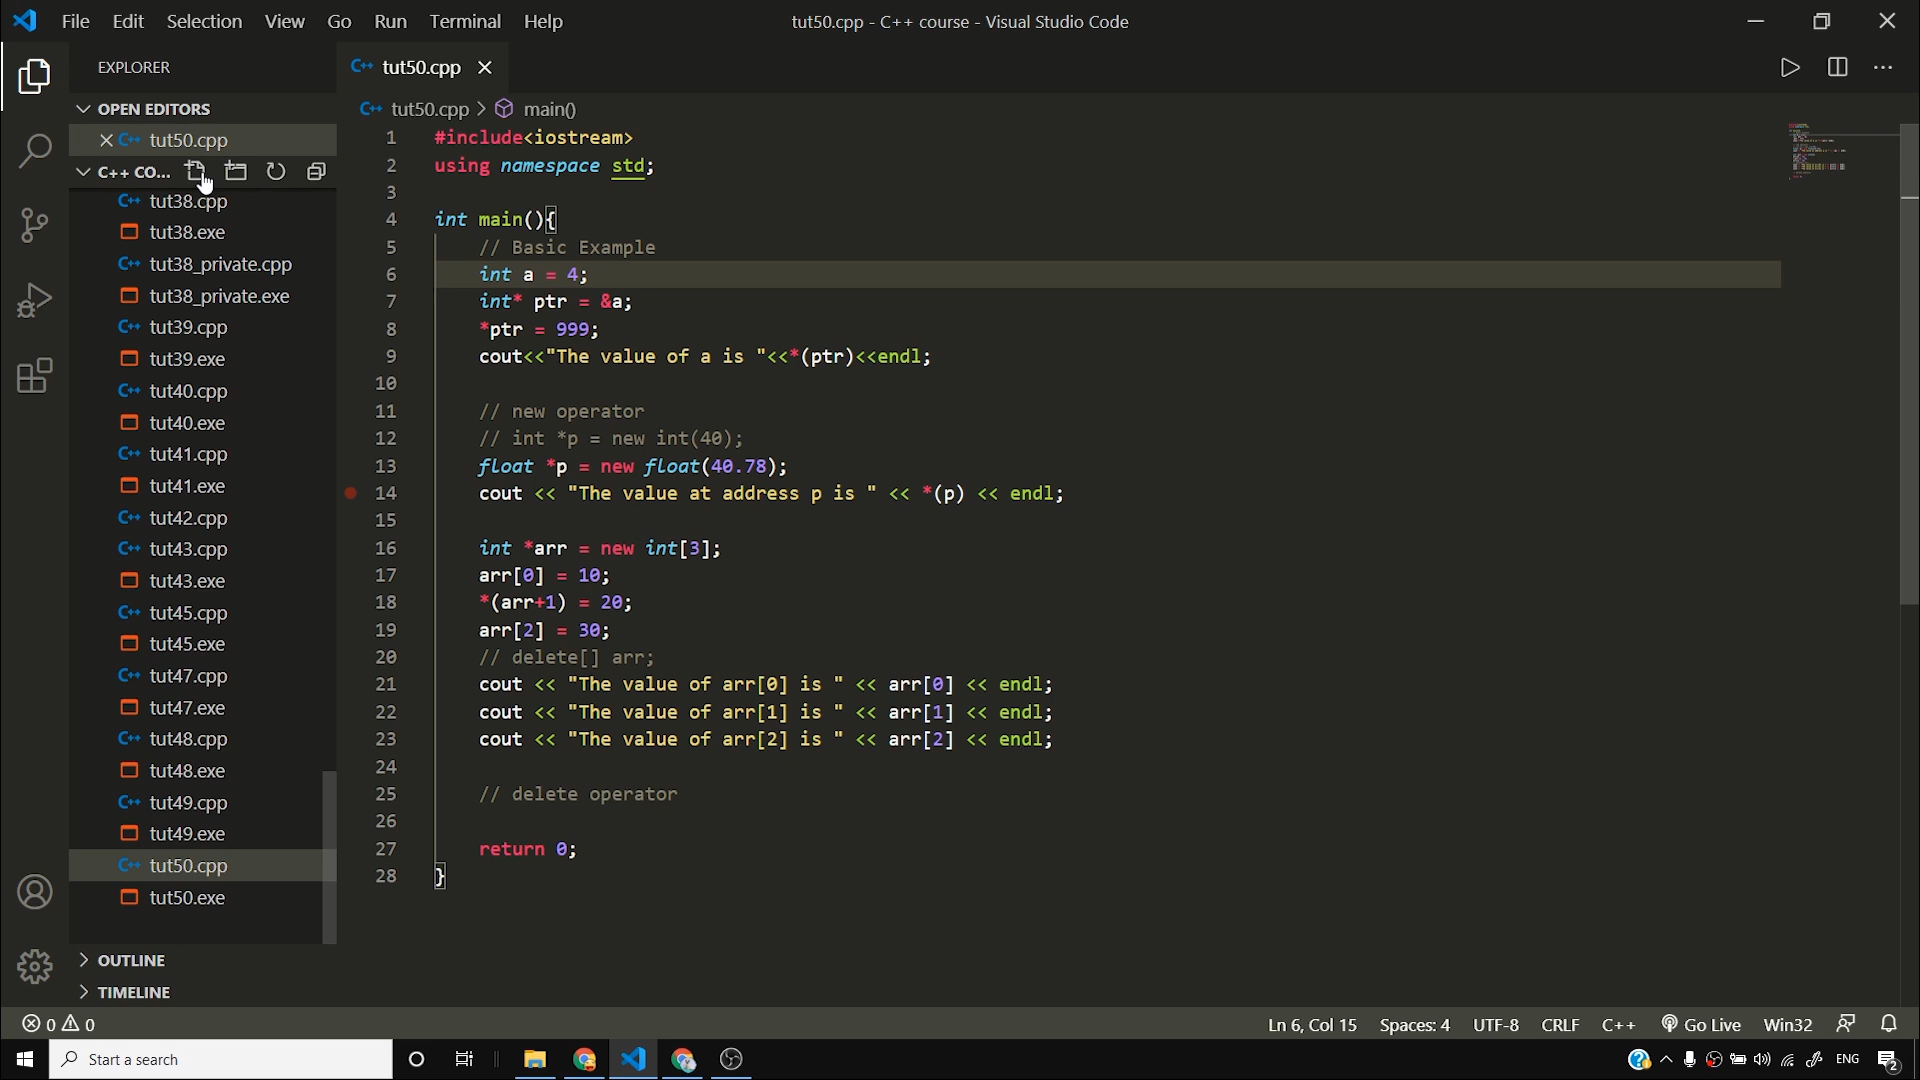 File Edit Selection View Go Run Terminal Help
tut50.cpp - C++ course - Visual Studio Code
EXPLORER
OPEN EDITORS
tut50.cpp
C++ CO...
tut38.cpp
tut38.exe
tut38_private.cpp
tut38_private.exe
tut39.cpp
tut39.exe
tut40.cpp
tut40.exe
tut41.cpp
tut41.exe
tut42.cpp
tut43.cpp
tut43.exe
tut45.cpp
tut45.exe
tut47.cpp
tut47.exe
tut48.cpp
tut48.exe
tut49.cpp
tut49.exe
tut50.cpp
tut50.exe
OUTLINE
TIMELINE
tut50.cpp
tut50.cpp > main()
1 #include<iostream>
2 using namespace std;
3
4 int main(){
5 // Basic Example
6 int a = 4;
7 int* ptr = &a;
8 *ptr = 999;
9 cout<<"The value of a is "<<*(ptr)<<endl;
10
11 // new operator
12 // int *p = new int(40);
13 float *p = new float(40.78);
14 cout << "The value at address p is " << *(p) << endl;
15
16 int *arr = new int[3];
17 arr[0] = 10;
18 *(arr+1) = 20;
19 arr[2] = 30;
20 // delete[] arr;
21 cout << "The value of arr[0] is " << arr[0] << endl;
22 cout << "The value of arr[1] is " << arr[1] << endl;
23 cout << "The value of arr[2] is " << arr[2] << endl;
24
25 // delete operator
26
27 return 0;
28 }
0 0
Ln 6, Col 15 Spaces: 4 UTF-8 CRLF C++ Go Live Win32
Start a search
ENG
2